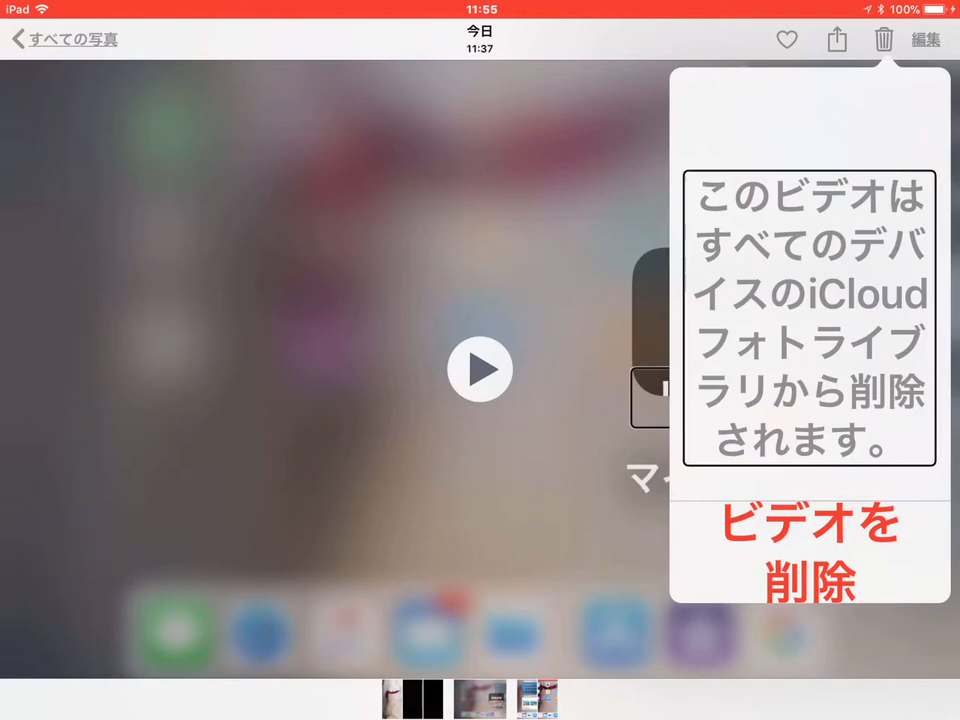 iPad 11:55 100%
すべての写真 今日 編集
11:37
このビデオは
すべてのデバ
イスのiCloud
フォトライブ
ラリから削除
されます。
マイ
ビデオを
削除